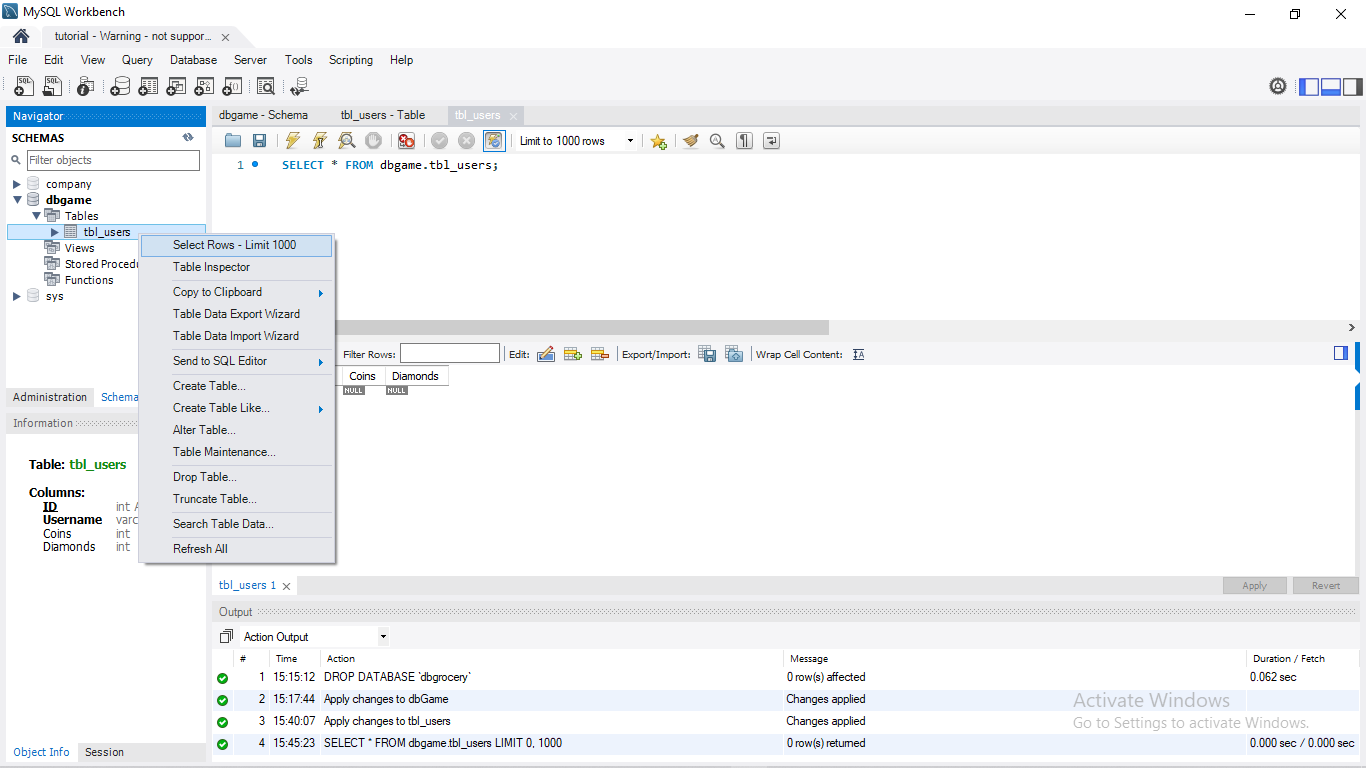 MySQL Workbench
tutorial - Warning - not suppor...
File Edit View Query Database Server Tools Scripting Help
Navigator
SCHEMAS
Filter objects
company
dbgame
Tables
tbl_users
Views
Stored Procedu
Functions
sys
Administration Schema
Information
Table: tbl_users
Columns:
ID int A
Username varc
Coins int
Diamonds int
Object Info Session
Select Rows - Limit 1000
Table Inspector
Copy to Clipboard
Table Data Export Wizard
Table Data Import Wizard
Send to SQL Editor
Create Table...
Create Table Like...
Alter Table...
Table Maintenance...
Drop Table...
Truncate Table...
Search Table Data...
Refresh All
dbgame - Schema tbl_users - Table tbl_users
Limit to 1000 rows
1 SELECT * FROM dbgame.tbl_users;
Filter Rows: Edit: Export/Import: Wrap Cell Content:
Coins Diamonds
NULL NULL
tbl_users 1
Apply Revert
Output
Action Output
# Time Action Message Duration / Fetch
1 15:15:12 DROP DATABASE `dbgrocery` 0 row(s) affected 0.062 sec
2 15:17:44 Apply changes to dbGame Changes applied
3 15:40:07 Apply changes to tbl_users Changes applied
4 15:45:23 SELECT * FROM dbgame.tbl_users LIMIT 0, 1000 0 row(s) returned 0.000 sec / 0.000 sec
Activate Windows
Go to Settings to activate Windows.